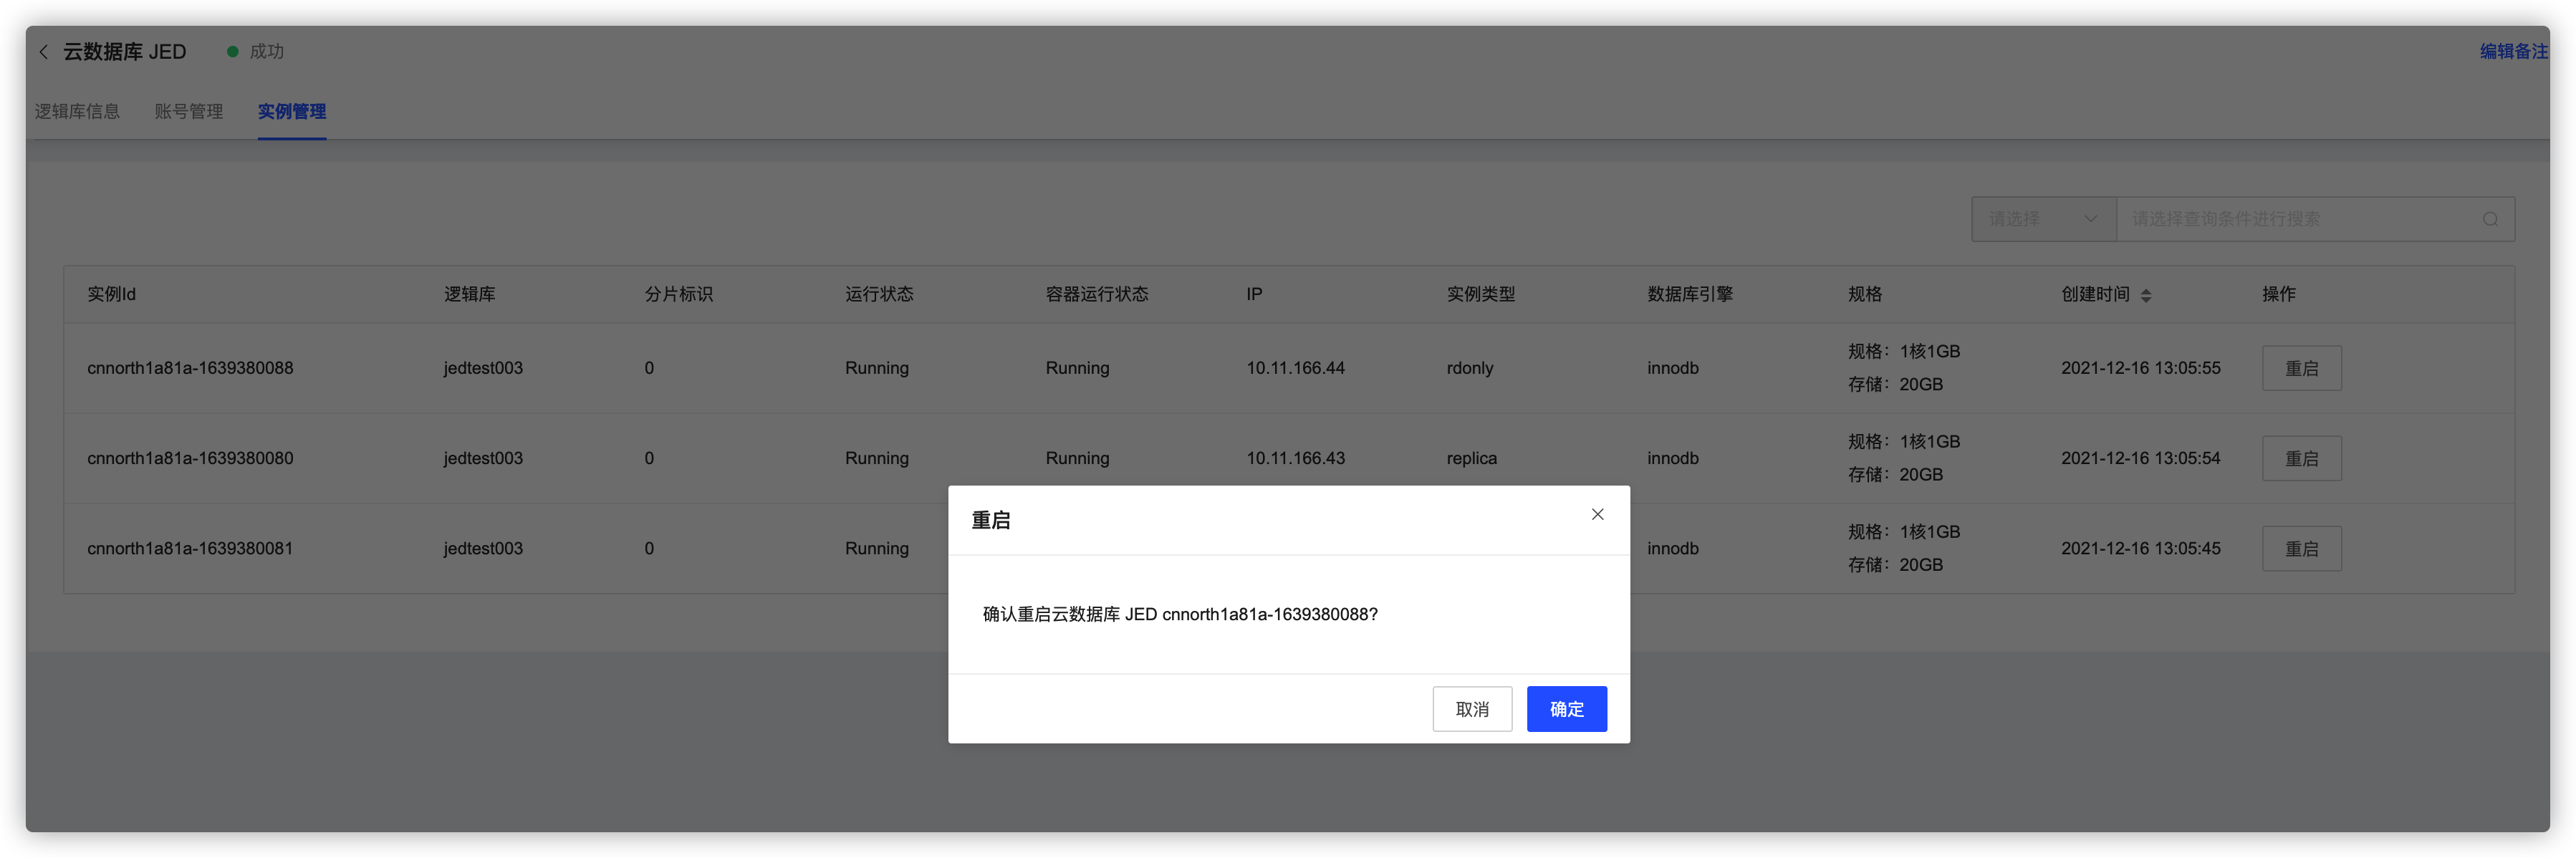 云数据库 JED 成功 编辑备注
逻辑库信息 账号管理 实例管理
请选择 请选择查询条件进行搜索
实例Id 逻辑库 分片标识 运行状态 容器运行状态 IP 实例类型 数据库引擎 规格 创建时间 操作
cnnorth1a81a-1639380088 jedtest003 0 Running Running 10.11.166.44 rdonly innodb 规格：1核1GB 2021-12-16 13:05:55 重启
存储：20GB
cnnorth1a81a-1639380080 jedtest003 0 Running Running 10.11.166.43 replica innodb 规格：1核1GB 2021-12-16 13:05:54 重启
存储：20GB
cnnorth1a81a-1639380081 jedtest003 0 Running innodb 规格：1核1GB 2021-12-16 13:05:45 重启
存储：20GB
重启
确认重启云数据库 JED cnnorth1a81a-1639380088?
取消 确定